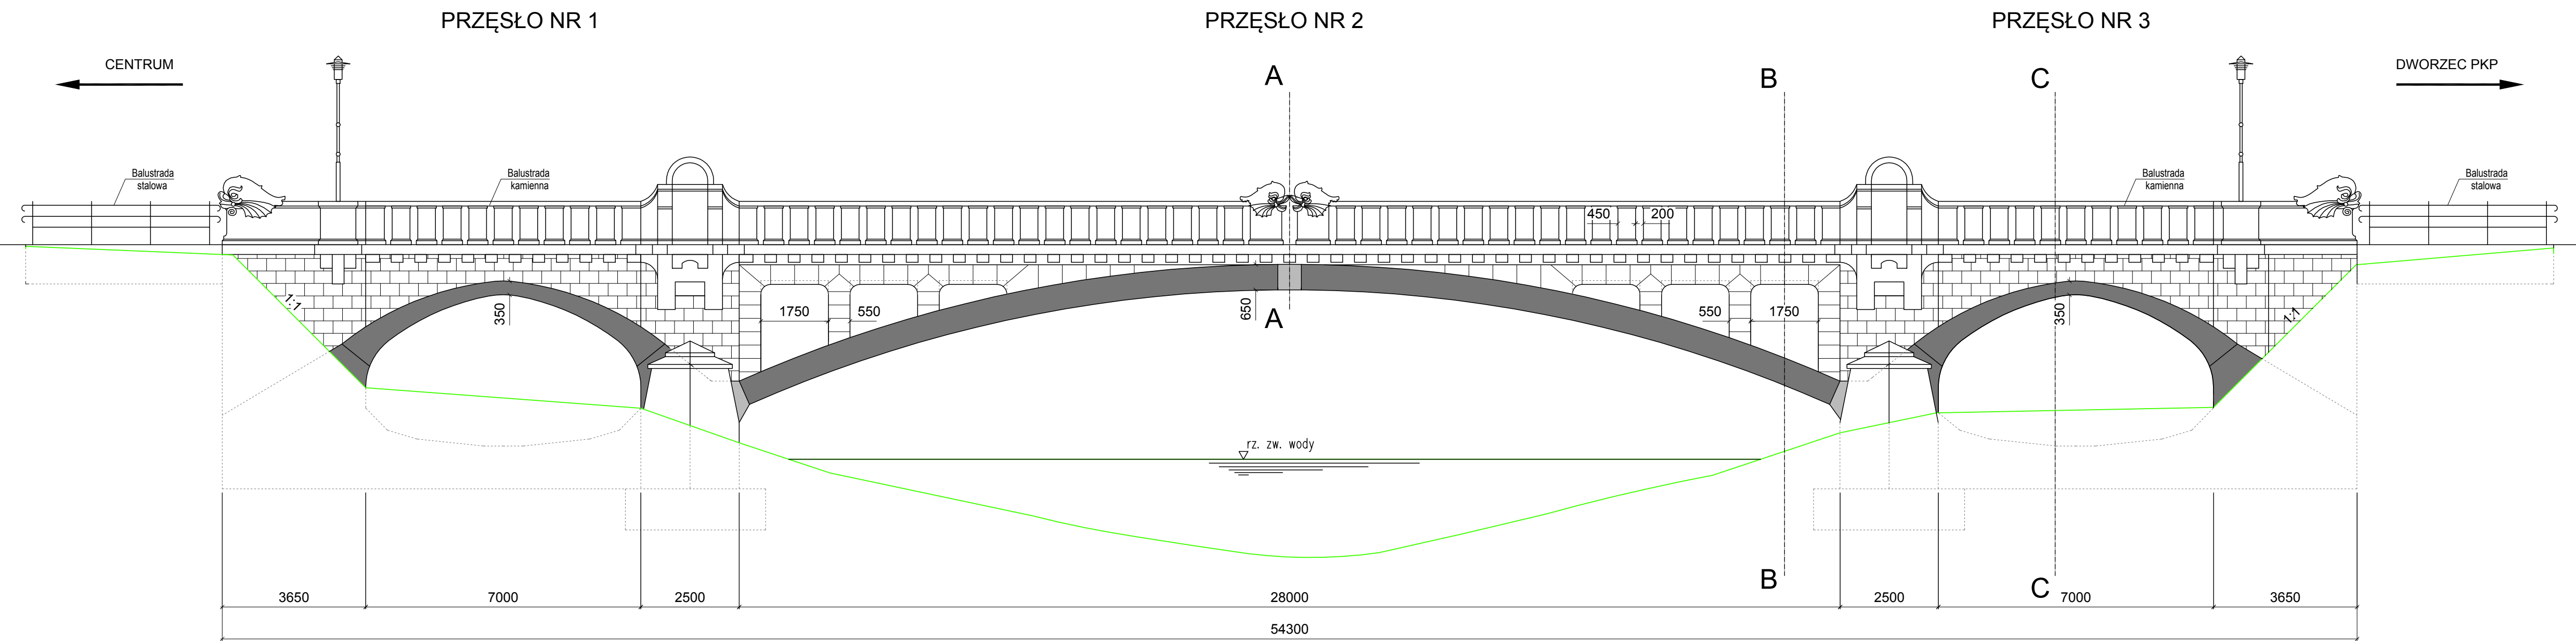 PRZĘSŁO NR 1
PRZĘSŁO NR 2
PRZĘSŁO NR 3
CENTRUM
A
B
C
DWORZEC PKP
Balustrada
stalowa
Balustrada
kamienna
Balustrada
kamienna
Balustrada
stalowa
450
200
1:1
350
1750
550
650
A
550
1750
350
1:1
rz. zw. wody
B
C
3650
7000
2500
28000
2500
7000
3650
54300